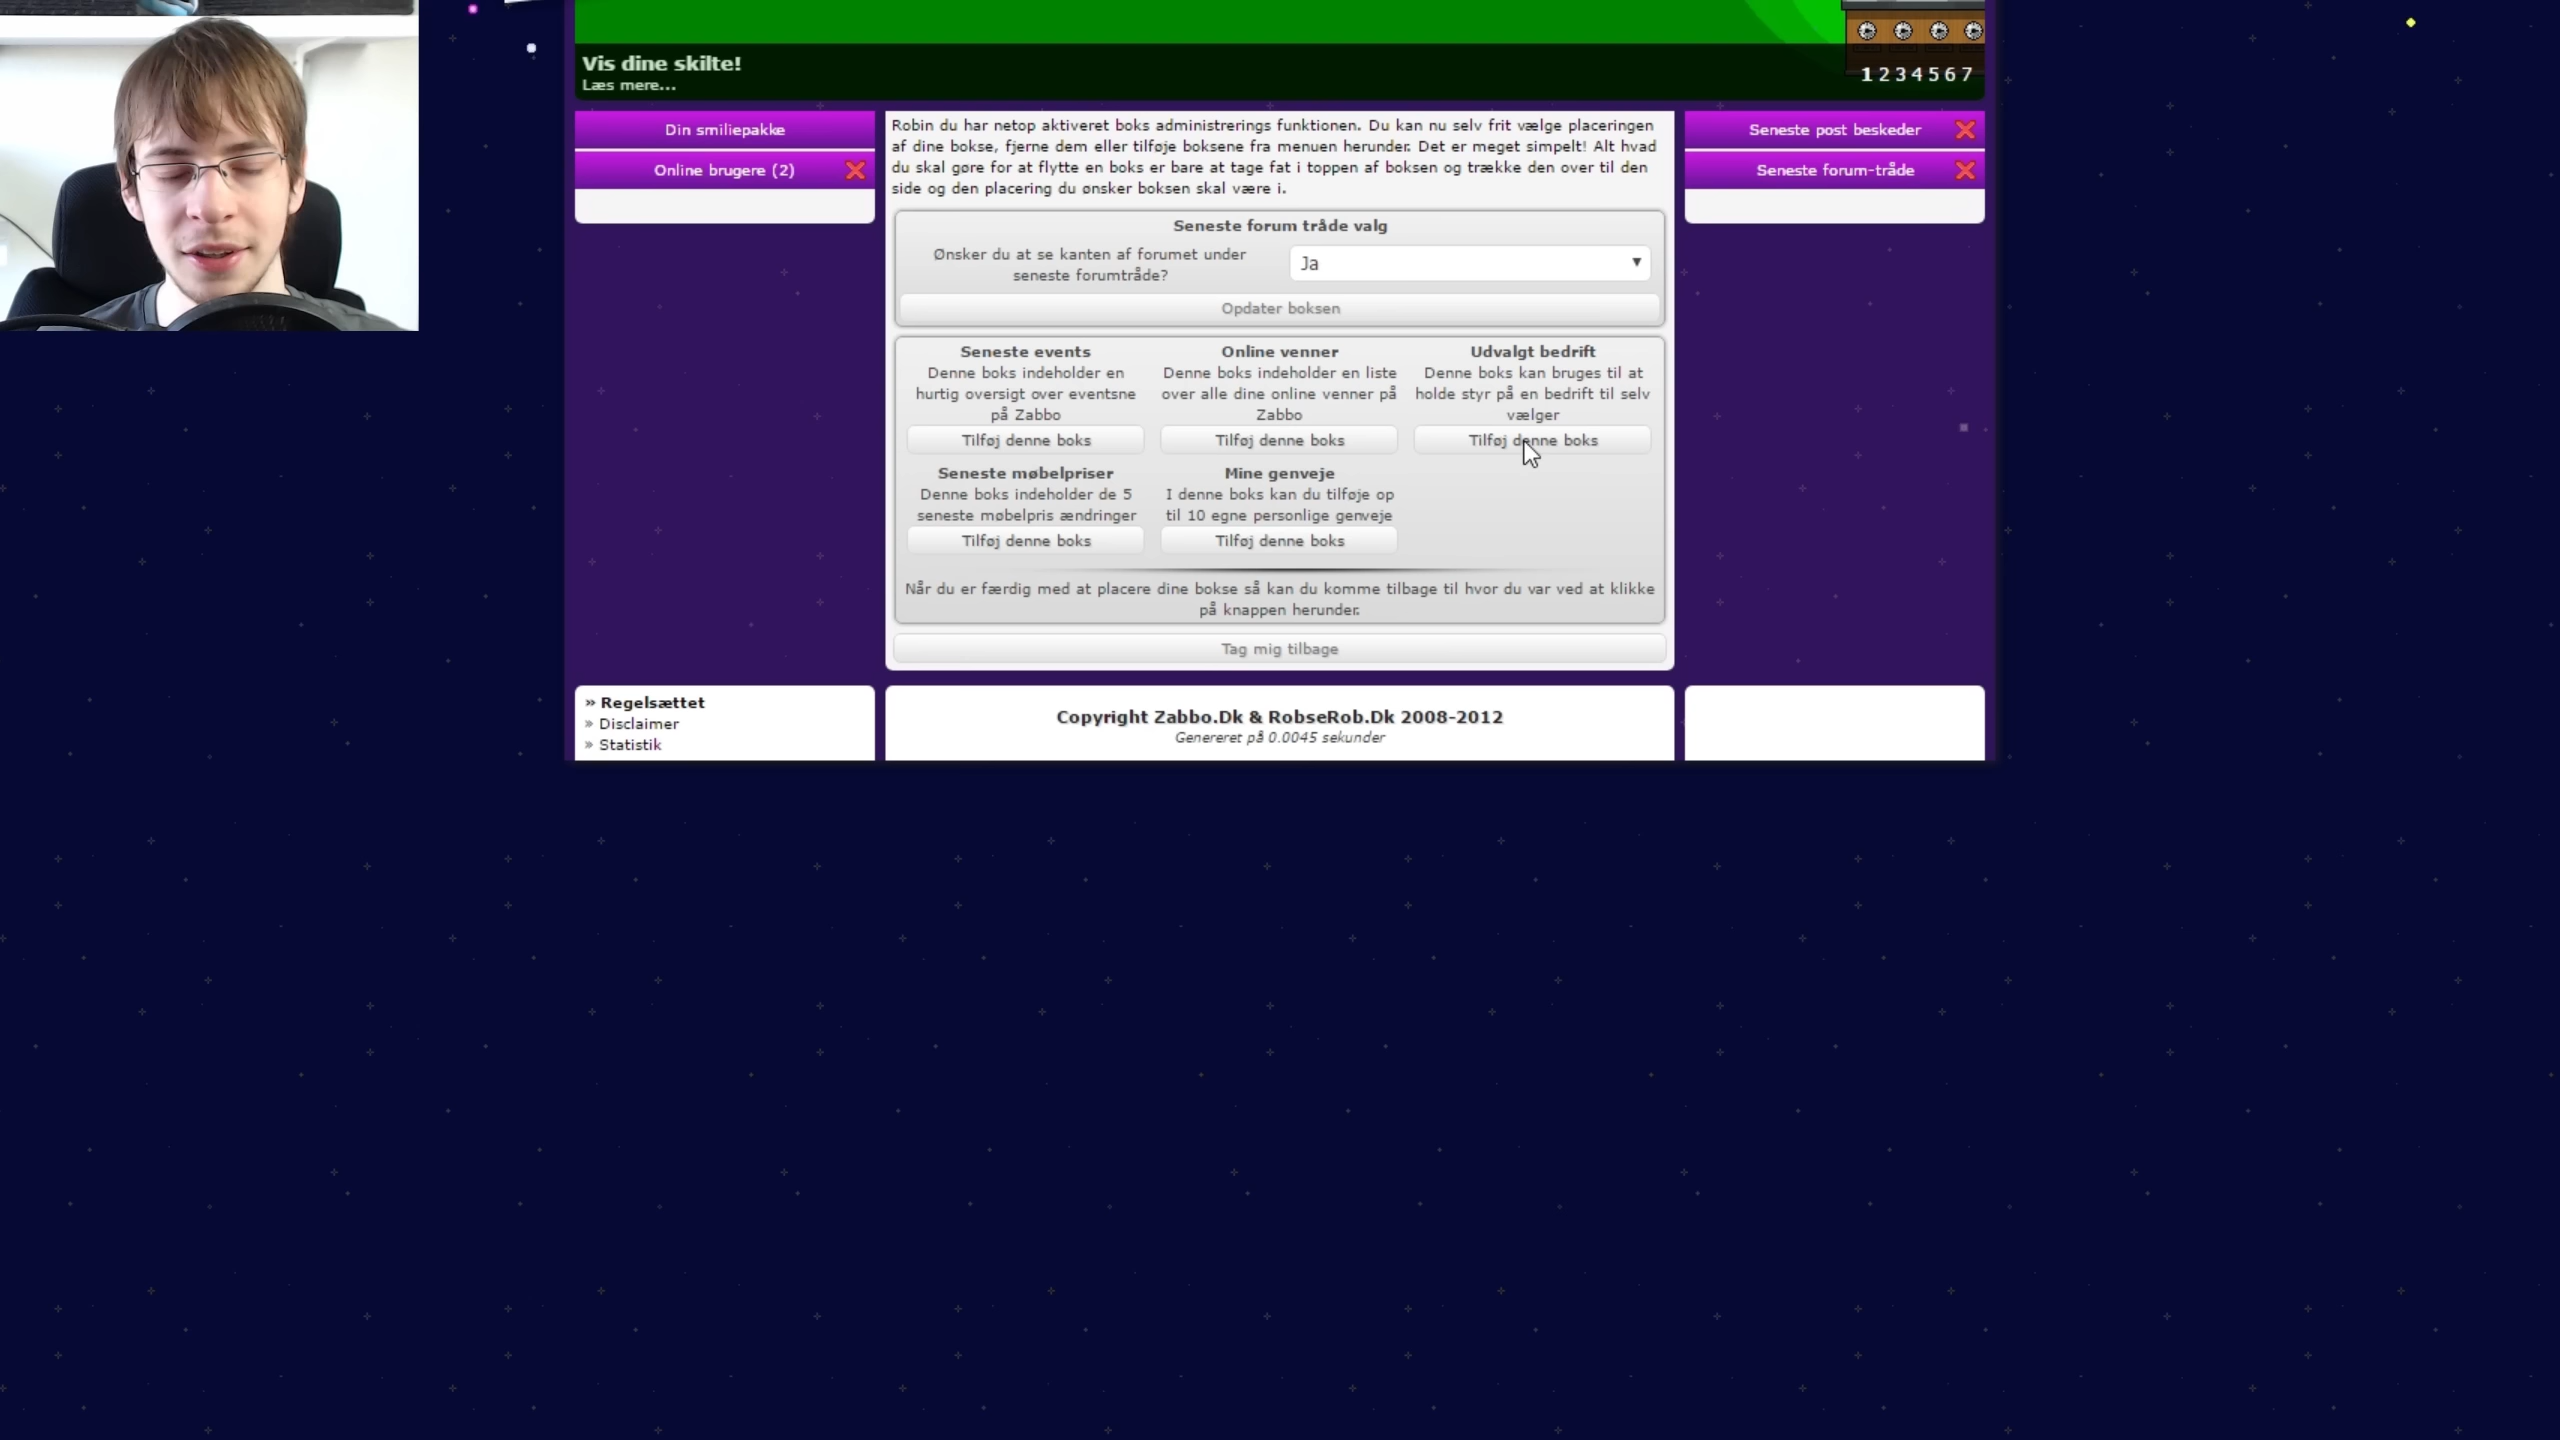 Vis dine skilte!
Læs mere...
1 2 3 4 5 6 7
Din smiliepakke
Online brugere (2)
Robin du har netop aktiveret boks administrerings funktionen. Du kan nu selv frit vælge placeringen
af dine bokse, fjerne dem eller tilføje boksene fra menuen herunder. Det er meget simpelt! Alt hvad
du skal gøre for at flytte en boks er bare at tage fat i toppen af boksen og trække den over til den
side og den placering du ønsker boksen skal være i.
Seneste forum tråde valg
Ønsker du at se kanten af forumet under
seneste forumtråde?
Ja
Opdater boksen
Seneste events
Denne boks indeholder en
hurtig oversigt over eventsne
på Zabbo
Tilføj denne boks
Online venner
Denne boks indeholder en liste
over alle dine online venner på
Zabbo
Tilføj denne boks
Udvalgt bedrift
Denne boks kan bruges til at
holde styr på en bedrift til selv
vælger
Tilføj denne boks
Seneste møbelpriser
Denne boks indeholder de 5
seneste møbelpris ændringer
Tilføj denne boks
Mine genveje
I denne boks kan du tilføje op
til 10 egne personlige genveje
Tilføj denne boks
Når du er færdig med at placere dine bokse så kan du komme tilbage til hvor du var ved at klikke
på knappen herunder.
Tag mig tilbage
Seneste post beskeder
Seneste forum-tråde
» Regelsættet
» Disclaimer
» Statistik
Copyright Zabbo.Dk & RobseRob.Dk 2008-2012
Genereret på 0.0045 sekunder